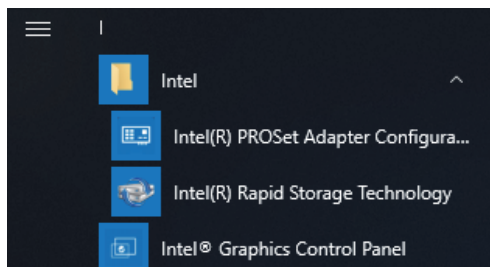 I
Intel
Intel(R) PROSet Adapter Configura...
Intel(R) Rapid Storage Technology
Intel® Graphics Control Panel